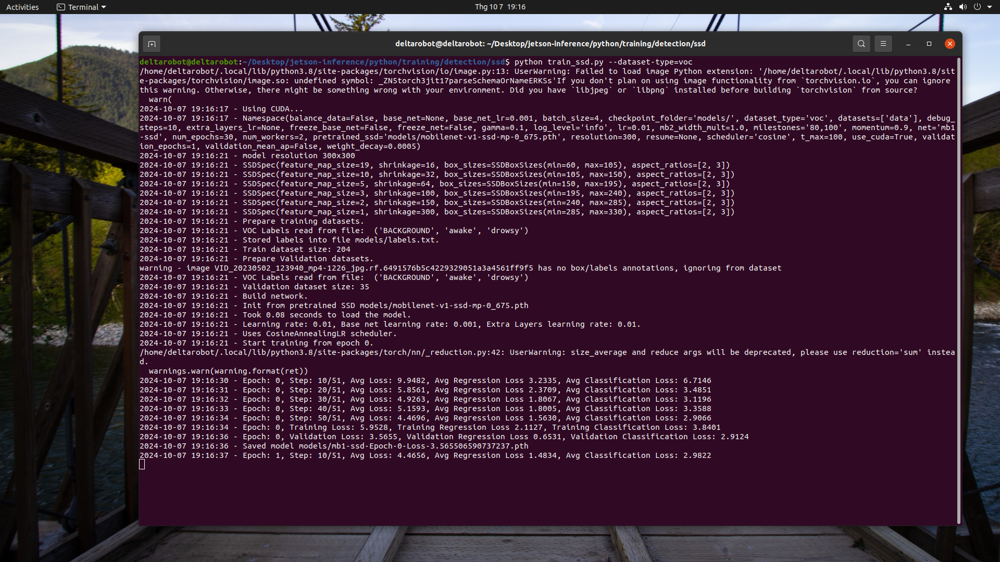 Activities
Terminal
Thg 10 7 19:16
deltarobot@deltarobot: ~/Desktop/jetson-inference/python/training/detection/ssd
deltarobot@deltarobot:~/Desktop/jetson-inference/python/training/detection/ssd$ python train_ssd.py --dataset-type=voc
/home/deltarobot/.local/lib/python3.8/site-packages/torchvision/io/image.py:13: UserWarning: Failed to load image Python extension: '/home/deltarobot/.local/lib/python3.8/sit
e-packages/torchvision/image.so: undefined symbol: _ZN5torch3jit17parseSchemaOrNameERKSs'If you don't plan on using image functionality from `torchvision.io`, you can ignore
this warning. Otherwise, there might be something wrong with your environment. Did you have `libjpeg` or `libpng` installed before building `torchvision` from source?
warn(
2024-10-07 19:16:17 - Using CUDA...
2024-10-07 19:16:17 - Namespace(balance_data=False, base_net=None, base_net_lr=0.001, batch_size=4, checkpoint_folder='models/', dataset_type='voc', datasets=['data'], debug_
steps=10, extra_layers_lr=None, freeze_base_net=False, freeze_net=False, gamma=0.1, log_level='info', lr=0.01, mb2_width_mult=1.0, milestones='80,100', momentum=0.9, net='mb1
-ssd', num_epochs=30, num_workers=2, pretrained_ssd='models/mobilenet-v1-ssd-mp-0_675.pth', resolution=300, resume=None, scheduler='cosine', t_max=100, use_cuda=True, validat
ion_epochs=1, validation_mean_ap=False, weight_decay=0.0005)
2024-10-07 19:16:21 - model resolution 300x300
2024-10-07 19:16:21 - SSDSpec(feature_map_size=19, shrinkage=16, box_sizes=SSDBoxSizes(min=60, max=105), aspect_ratios=[2, 3])
2024-10-07 19:16:21 - SSDSpec(feature_map_size=10, shrinkage=32, box_sizes=SSDBoxSizes(min=105, max=150), aspect_ratios=[2, 3])
2024-10-07 19:16:21 - SSDSpec(feature_map_size=5, shrinkage=64, box_sizes=SSDBoxSizes(min=150, max=195), aspect_ratios=[2, 3])
2024-10-07 19:16:21 - SSDSpec(feature_map_size=3, shrinkage=100, box_sizes=SSDBoxSizes(min=195, max=240), aspect_ratios=[2, 3])
2024-10-07 19:16:21 - SSDSpec(feature_map_size=2, shrinkage=150, box_sizes=SSDBoxSizes(min=240, max=285), aspect_ratios=[2, 3])
2024-10-07 19:16:21 - SSDSpec(feature_map_size=1, shrinkage=300, box_sizes=SSDBoxSizes(min=285, max=330), aspect_ratios=[2, 3])
2024-10-07 19:16:21 - Prepare training datasets.
2024-10-07 19:16:21 - VOC Labels read from file:  ('BACKGROUND', 'awake', 'drowsy')
2024-10-07 19:16:21 - Stored labels into file models/labels.txt.
2024-10-07 19:16:21 - Train dataset size: 204
2024-10-07 19:16:21 - Prepare Validation datasets.
warning - image VID_20230502_123940_mp4-1226_jpg.rf.6491576b5c4229329051a3a4561ff9f5 has no box/labels annotations, ignoring from dataset
2024-10-07 19:16:21 - VOC Labels read from file:  ('BACKGROUND', 'awake', 'drowsy')
2024-10-07 19:16:21 - Validation dataset size: 35
2024-10-07 19:16:21 - Build network.
2024-10-07 19:16:21 - Init from pretrained SSD models/mobilenet-v1-ssd-mp-0_675.pth
2024-10-07 19:16:21 - Took 0.08 seconds to load the model.
2024-10-07 19:16:21 - Learning rate: 0.01, Base net learning rate: 0.001, Extra Layers learning rate: 0.01.
2024-10-07 19:16:21 - Uses CosineAnnealingLR scheduler.
2024-10-07 19:16:21 - Start training from epoch 0.
/home/deltarobot/.local/lib/python3.8/site-packages/torch/nn/_reduction.py:42: UserWarning: size_average and reduce args will be deprecated, please use reduction='sum' instea
d.
warnings.warn(warning.format(ret))
2024-10-07 19:16:30 - Epoch: 0, Step: 10/51, Avg Loss: 9.9482, Avg Regression Loss 3.2335, Avg Classification Loss: 6.7146
2024-10-07 19:16:31 - Epoch: 0, Step: 20/51, Avg Loss: 5.8561, Avg Regression Loss 2.3709, Avg Classification Loss: 3.4851
2024-10-07 19:16:32 - Epoch: 0, Step: 30/51, Avg Loss: 4.9263, Avg Regression Loss 1.8067, Avg Classification Loss: 3.1196
2024-10-07 19:16:33 - Epoch: 0, Step: 40/51, Avg Loss: 5.1593, Avg Regression Loss 1.8005, Avg Classification Loss: 3.3588
2024-10-07 19:16:34 - Epoch: 0, Step: 50/51, Avg Loss: 4.4696, Avg Regression Loss 1.5630, Avg Classification Loss: 2.9066
2024-10-07 19:16:34 - Epoch: 0, Training Loss: 5.9528, Training Regression Loss 2.1127, Training Classification Loss: 3.8401
2024-10-07 19:16:36 - Epoch: 0, Validation Loss: 3.5655, Validation Regression Loss 0.6531, Validation Classification Loss: 2.9124
2024-10-07 19:16:36 - Saved model models/mb1-ssd-Epoch-0-Loss-3.565506590737237.pth
2024-10-07 19:16:37 - Epoch: 1, Step: 10/51, Avg Loss: 4.4656, Avg Regression Loss 1.4834, Avg Classification Loss: 2.9822